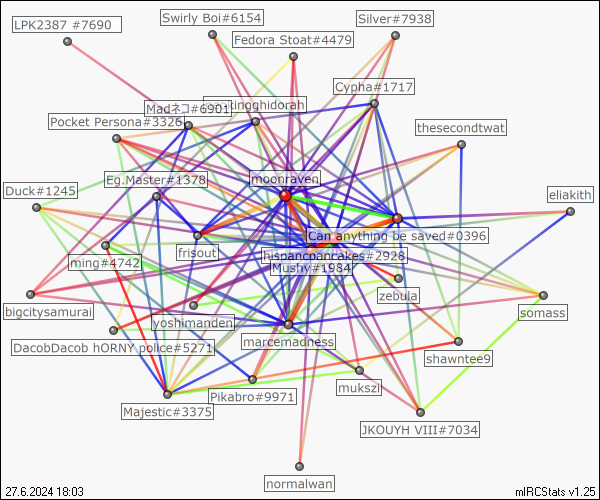 Swirly Boi#6154
LPK2387 #7690
Silver#7938
Fedora Stoat#4479
Cypha#1717
Madネコ#6901
kingghidorah
Pocket Persona#3326
thesecondtwat
Eg.Master#1378
moonraven
Duck#1245
eliakith
Can anything be saved#0396
frisout
hispancpancakes#2928
ming#4742
Mushy#1984
zebula
bigcitysamurai
somass
yoshimanden
marcemadness
DacobDacob hORNY police#5271
shawntee9
mukszi
Pikabro#9971
Majestic#3375
JKOUYH VIII#7034
normalwan
27.6.2024 18:03
mIRCStats v1.25